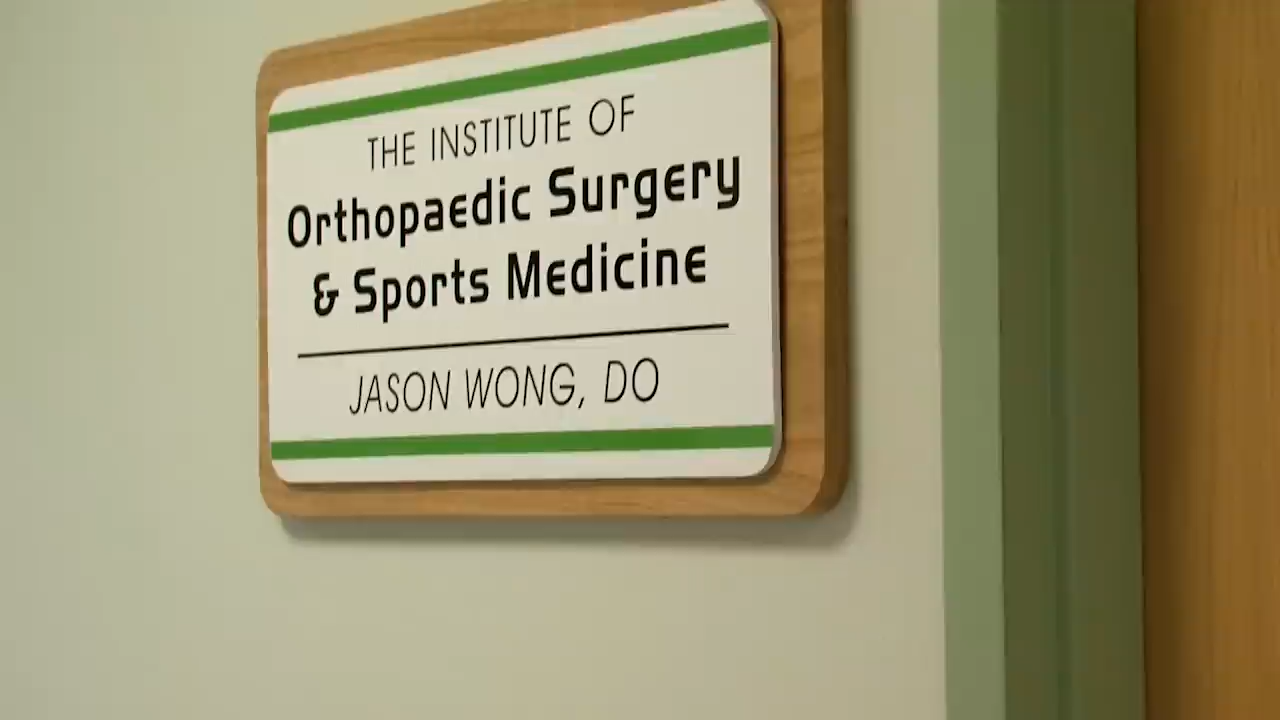 THE INSTITUTE OF
Orthopaedic Surgery
& Sports Medicine
JASON WONG, DO